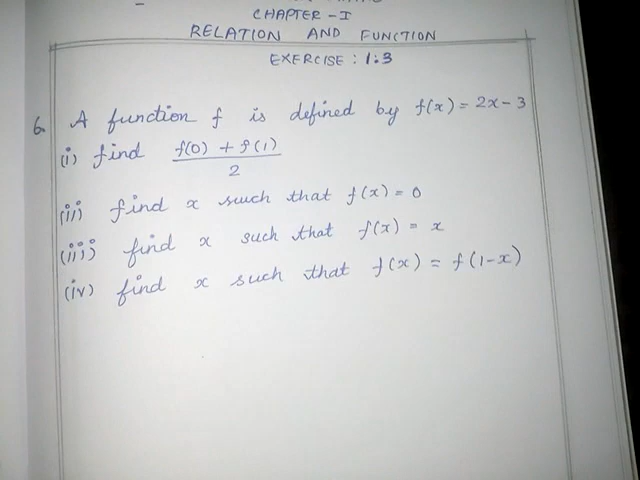 CHAPTER - I
RELATION AND FUNCTION
EXERCISE : 1.3
6. A function f is defined by f(x) = 2x - 3
(i) find f(0) + f(1) / 2
(ii) find x such that f(x) = 0
(iii) find x such that f(x) = x
(iv) find x such that f(x) = f(1-x)